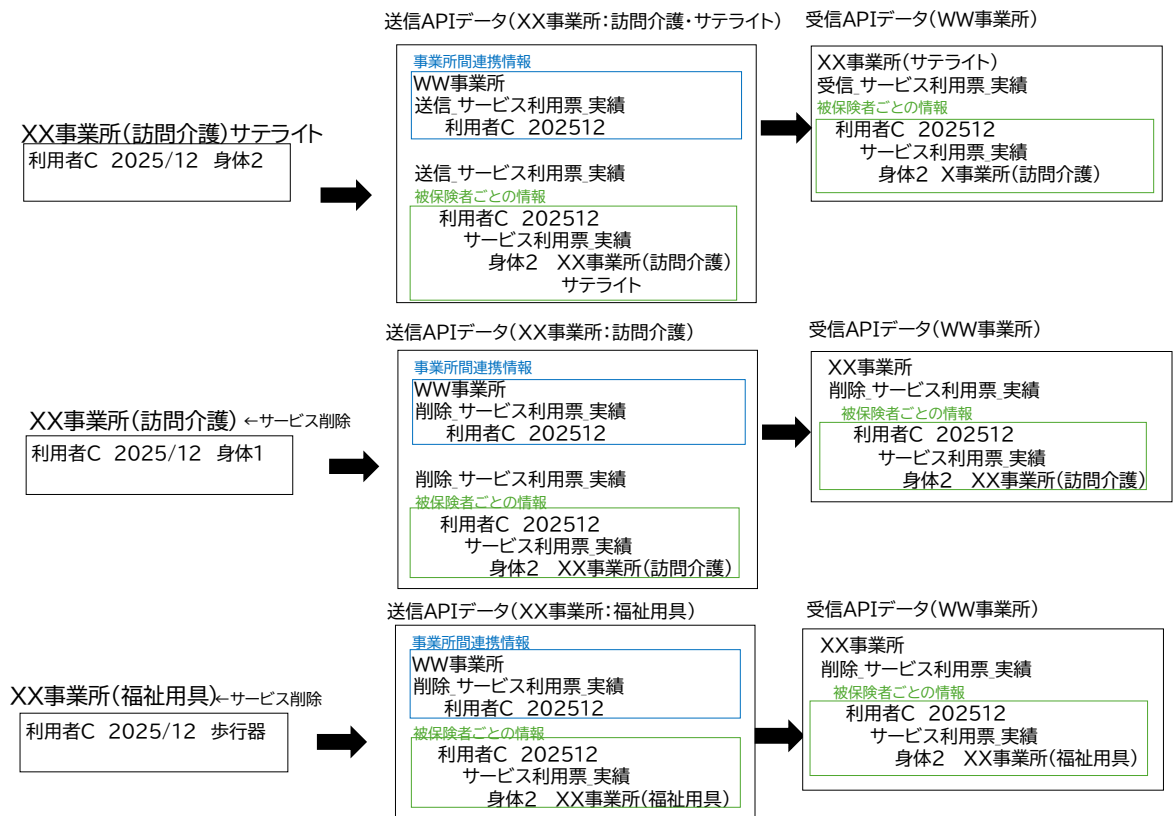 送信APIデータ(XX事業所:訪問介護・サテライト)
受信APIデータ(WW事業所)
XX事業所(訪問介護)サテライト
利用者C 2025/12 身体2
事業所間連携情報
WW事業所
送信_サービス利用票_実績
利用者C 202512
送信_サービス利用票_実績
被保険者ごとの情報
利用者C 202512
サービス利用票_実績
身体2 XX事業所(訪問介護)
サテライト
XX事業所(サテライト)
受信_サービス利用票_実績
被保険者ごとの情報
利用者C 202512
サービス利用票_実績
身体2 X事業所(訪問介護)
送信APIデータ(XX事業所:訪問介護)
受信APIデータ(WW事業所)
XX事業所(訪問介護) ←サービス削除
利用者C 2025/12 身体1
事業所間連携情報
WW事業所
削除_サービス利用票_実績
利用者C 202512
削除_サービス利用票_実績
被保険者ごとの情報
利用者C 202512
サービス利用票_実績
身体2 XX事業所(訪問介護)
XX事業所
削除_サービス利用票_実績
被保険者ごとの情報
利用者C 202512
サービス利用票_実績
身体2 XX事業所(訪問介護)
送信APIデータ(XX事業所:福祉用具)
受信APIデータ(WW事業所)
XX事業所(福祉用具)←サービス削除
利用者C 2025/12 歩行器
事業所間連携情報
WW事業所
削除_サービス利用票_実績
利用者C 202512
被保険者ごとの情報
利用者C 202512
サービス利用票_実績
身体2 XX事業所(福祉用具)
XX事業所
削除_サービス利用票_実績
被保険者ごとの情報
利用者C 202512
サービス利用票_実績
身体2 XX事業所(福祉用具)